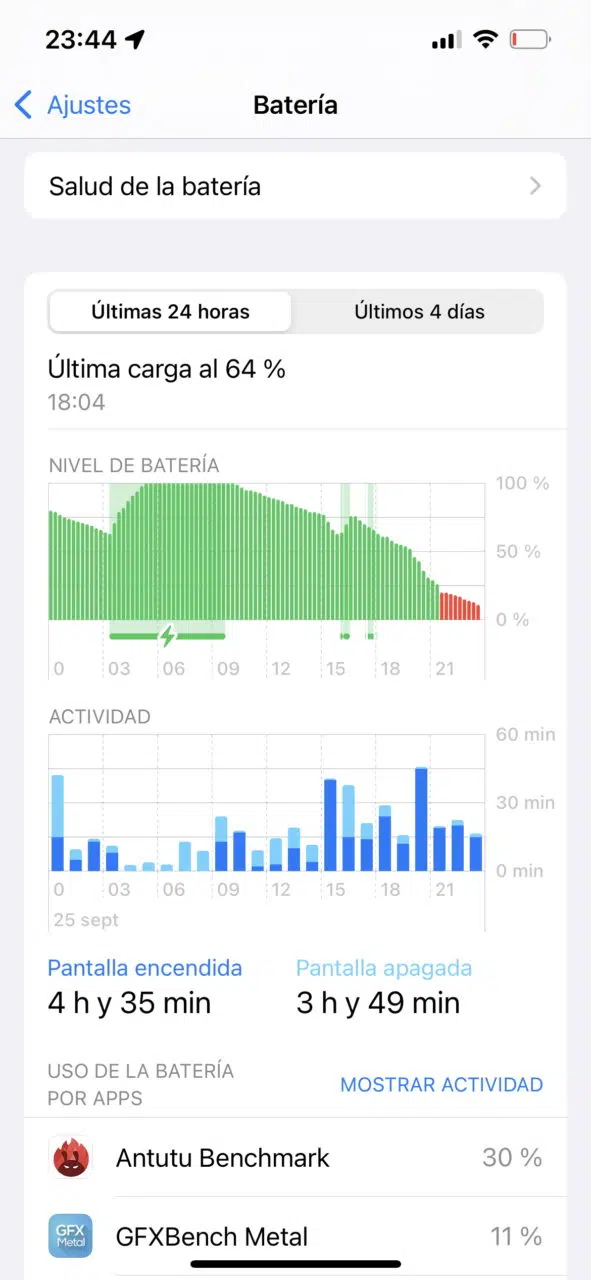 23:44
Ajustes
Batería
Salud de la batería
Últimas 24 horas Últimos 4 días
Última carga al 64 %
18:04
NIVEL DE BATERÍA
100 %
50 %
0 %
0 03 06 09 12 15 18 21
ACTIVIDAD
60 min
30 min
0 min
0 03 06 09 12 15 18 21
25 sept
Pantalla encendida Pantalla apagada
4 h y 35 min 3 h y 49 min
USO DE LA BATERÍA
POR APPS
MOSTRAR ACTIVIDAD
Antutu Benchmark 30 %
GFX
Metal
GFXBench Metal 11 %